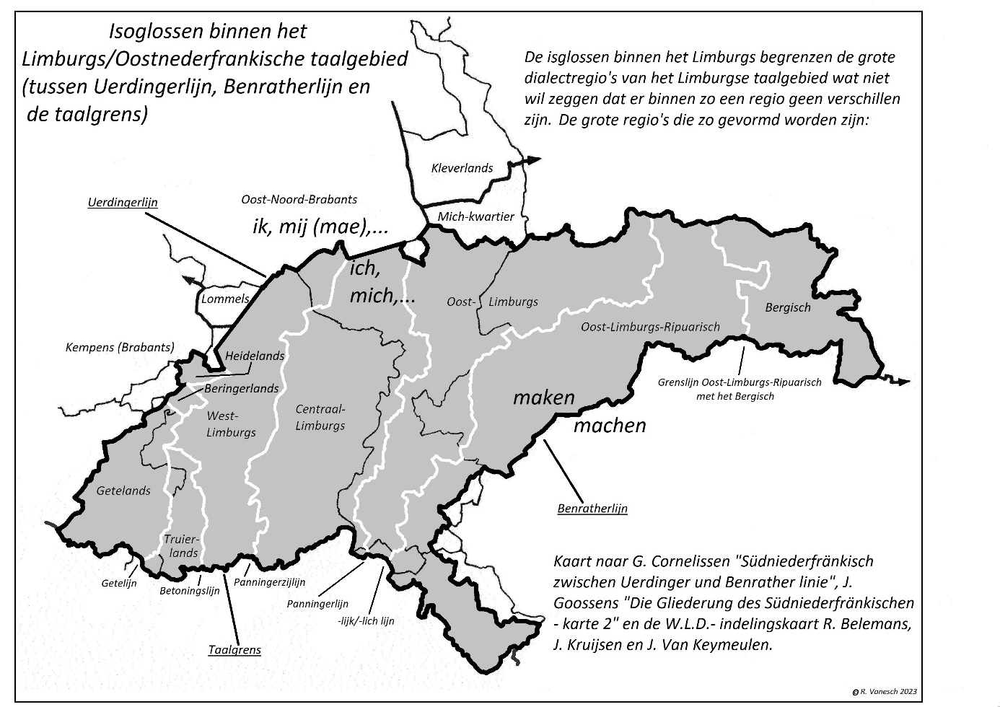 Isoglossen binnen het
Limburgs/Oostnederfrankische taalgebied
(tussen Uerdingerlijn, Benratherlijn en
de taalgrens)
De isglossen binnen het Limburgs begrenzen de grote
dialectregio's van het Limburgse taalgebied wat niet
wil zeggen dat er binnen zo een regio geen verschillen
zijn. De grote regio's die zo gevormd worden zijn:
Kleverlands
Uerdingerlijn
Oost-Noord-Brabants
ik, mij (mae),...
Mich-kwartier
ich,
mich,...
Lommels
Oost- Limburgs
Bergisch
Oost-Limburgs-Ripuarisch
Kempens (Brabants)
Heidelands
Beringerlands
Grenslijn Oost-Limburgs-Ripuarisch
met het Bergisch
maken
machen
West-
Limburgs
Centraal-
Limburgs
Getelands
Benratherlijn
Truier-
lands
Getelijn
Betoningslijn
Panningerzijlijn
Panningerlijn
-lijk/-lich lijn
Taalgrens
Kaart naar G. Cornelissen "Südniederfränkisch
zwischen Uerdinger und Benrather linie", J.
Goossens "Die Gliederung des Südniederfränkischen
- karte 2" en de W.L.D.- indelingskaart R. Belemans,
J. Kruijsen en J. Van Keymeulen.
© R. Vanesch 2023